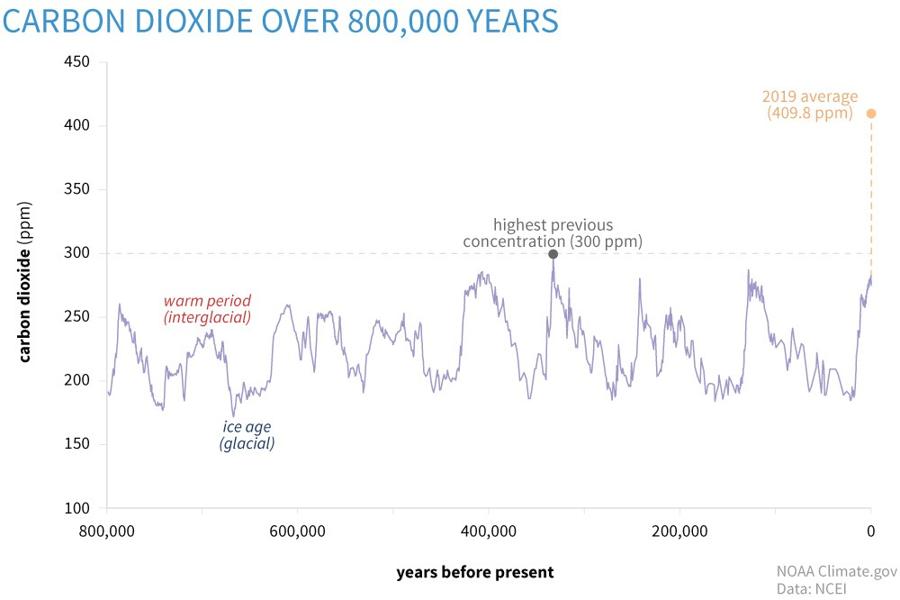 CARBON DIOXIDE OVER 800,000 YEARS
450
400
350
300
250
200
150
100
carbon dioxide (ppm)
2019 average
(409.8 ppm)
highest previous
concentration (300 ppm)
warm period
(interglacial)
ice age
(glacial)
800,000
600,000
400,000
200,000
0
years before present
NOAA Climate.gov
Data: NCEI